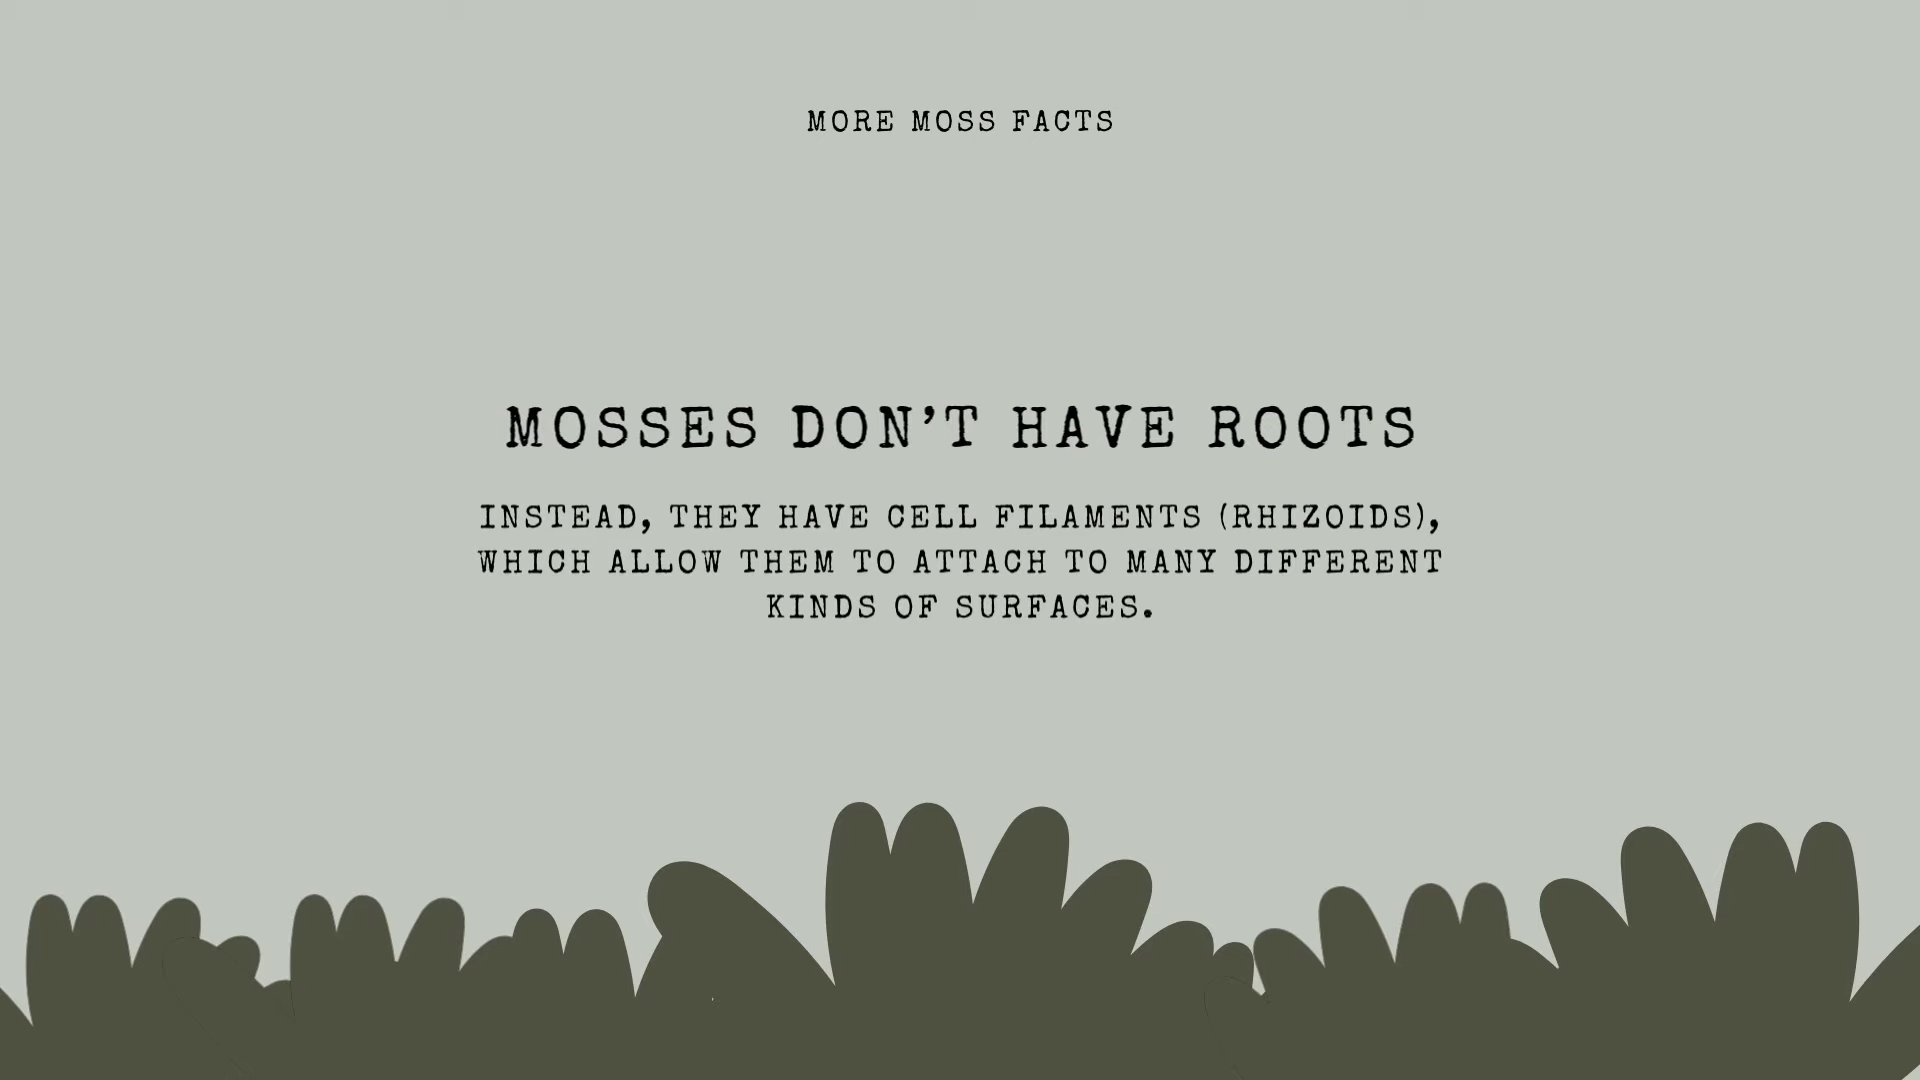 MORE MOSS FACTS
MOSSES DON’T HAVE ROOTS
INSTEAD, THEY HAVE CELL FILAMENTS (RHIZOIDS),
WHICH ALLOW THEM TO ATTACH TO MANY DIFFERENT
KINDS OF SURFACES.